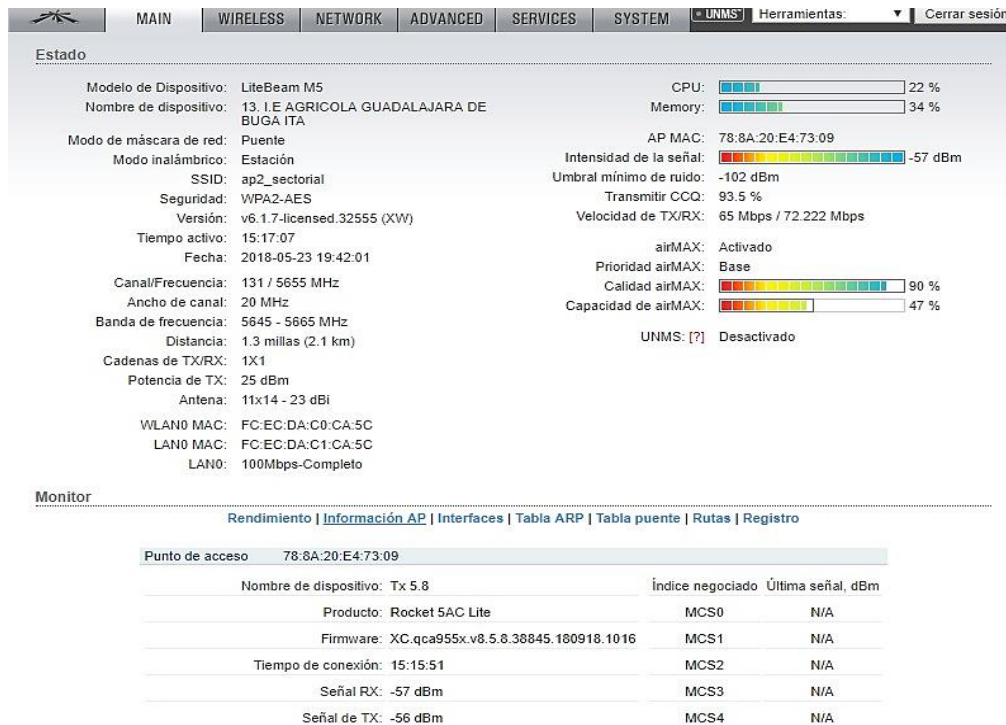 MAIN WIRELESS NETWORK ADVANCED SERVICES SYSTEM UNMS Herramientas: Cerrar sesión
Estado
Modelo de Dispositivo: LiteBeam M5
Nombre de dispositivo: 13. I.E AGRICOLA GUADALAJARA DE
BUGA ITA
Modo de máscara de red: Puente
Modo inalámbrico: Estación
SSID: ap2_sectorial
Seguridad: WPA2-AES
Versión: v6.1.7-licensed.32555 (XW)
Tiempo activo: 15:17:07
Fecha: 2018-05-23 19:42:01
Canal/Frecuencia: 131 / 5655 MHz
Ancho de canal: 20 MHz
Banda de frecuencia: 5645 - 5665 MHz
Distancia: 1.3 millas (2.1 km)
Cadenas de TX/RX: 1X1
Potencia de TX: 25 dBm
Antena: 11x14 - 23 dBi
WLAN0 MAC: FC:EC:DA:C0:CA:5C
LAN0 MAC: FC:EC:DA:C1:CA:5C
LAN0: 100Mbps-Completo
CPU: 22 %
Memory: 34 %
AP MAC: 78:8A:20:E4:73:09
Intensidad de la señal: -57 dBm
Umbral mínimo de ruido: -102 dBm
Transmitir CCQ: 93.5 %
Velocidad de TX/RX: 65 Mbps / 72.222 Mbps
airMAX: Activado
Prioridad airMAX: Base
Calidad airMAX: 90 %
Capacidad de airMAX: 47 %
UNMS: [?] Desactivado
Monitor
Rendimiento | Información AP | Interfaces | Tabla ARP | Tabla puente | Rutas | Registro
Punto de acceso 78:8A:20:E4:73:09
Nombre de dispositivo: Tx 5.8
Producto: Rocket 5AC Lite
Firmware: XC.qca955x.v8.5.8.38845.180918.1016
Tiempo de conexión: 15:15:51
Señal RX: -57 dBm
Señal de TX: -56 dBm
Índice negociado Última señal, dBm
MCS0 N/A
MCS1 N/A
MCS2 N/A
MCS3 N/A
MCS4 N/A